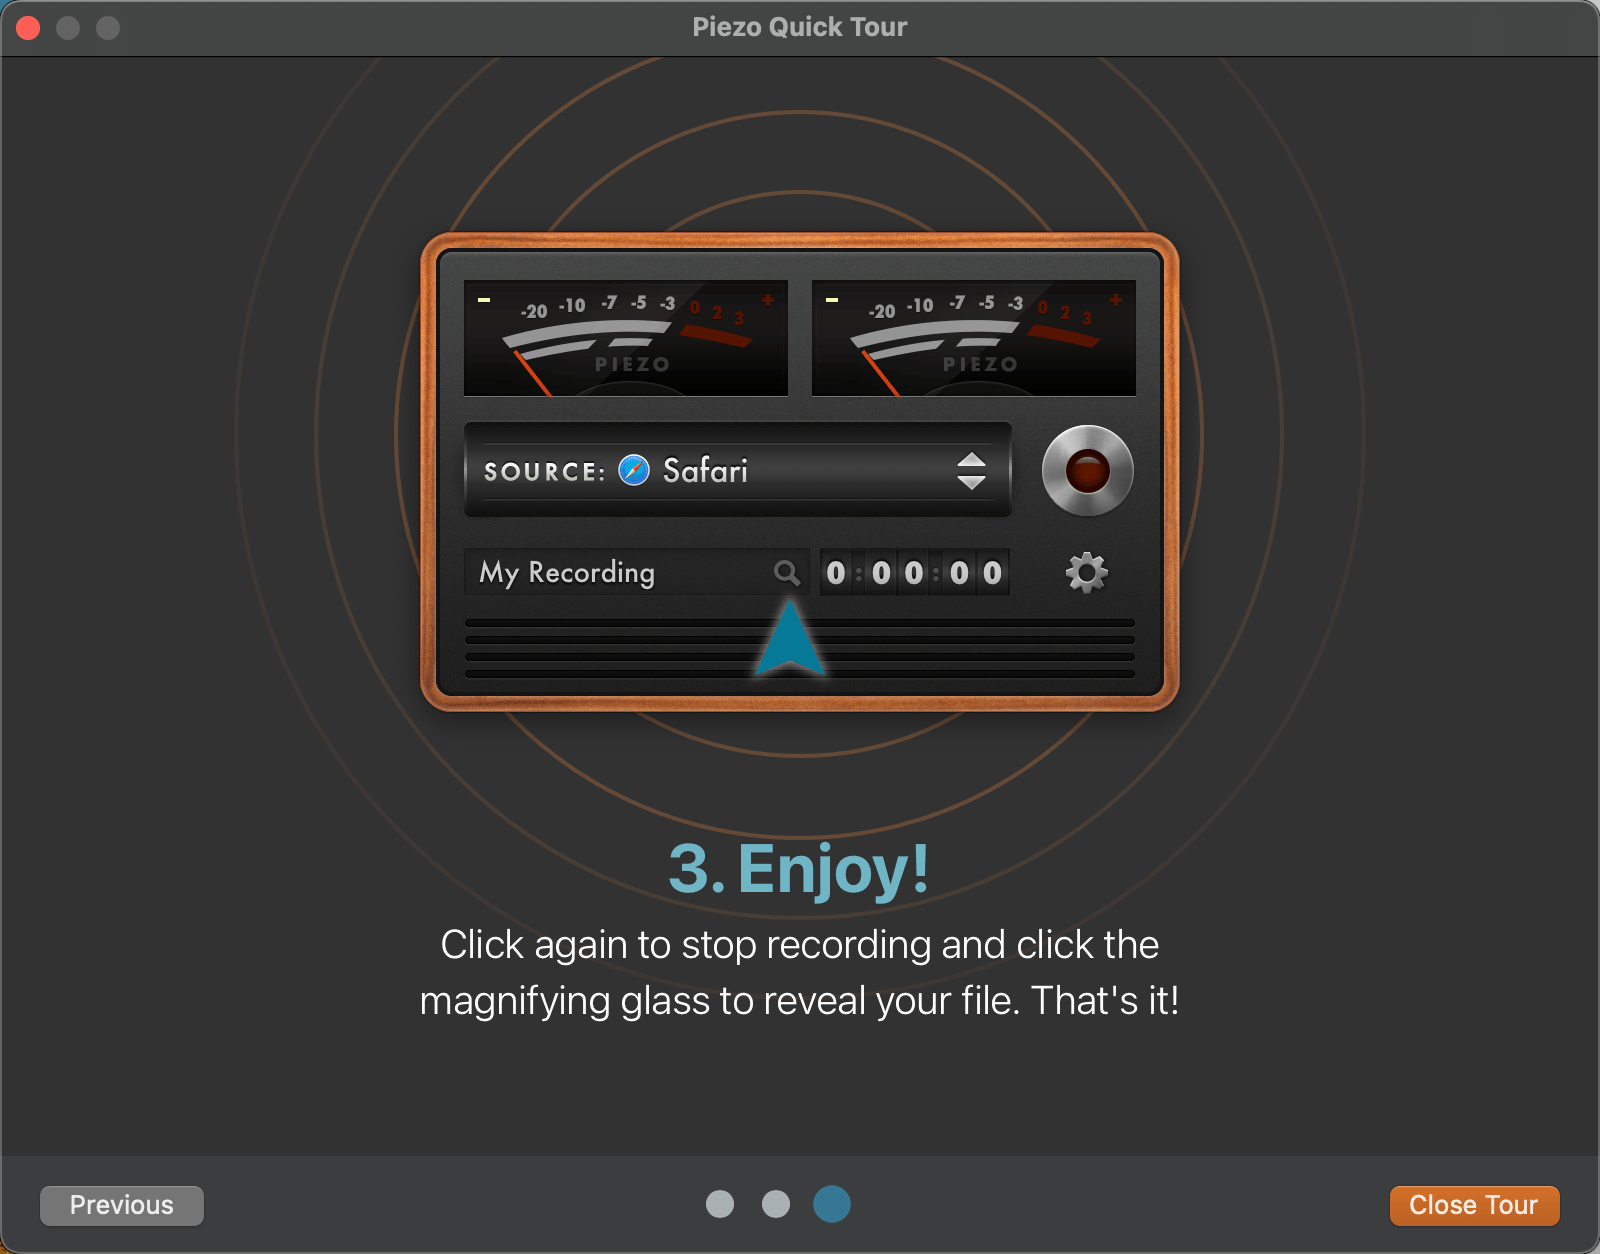 Piezo Quick Tour
- -20 -10 -7 -5 -3 0 2 3 +
PIEZO
- -20 -10 -7 -5 -3 0 2 3 +
PIEZO
SOURCE: Safari
My Recording 0:00:00
3. Enjoy!
Click again to stop recording and click the
magnifying glass to reveal your file. That's it!
Previous
Close Tour